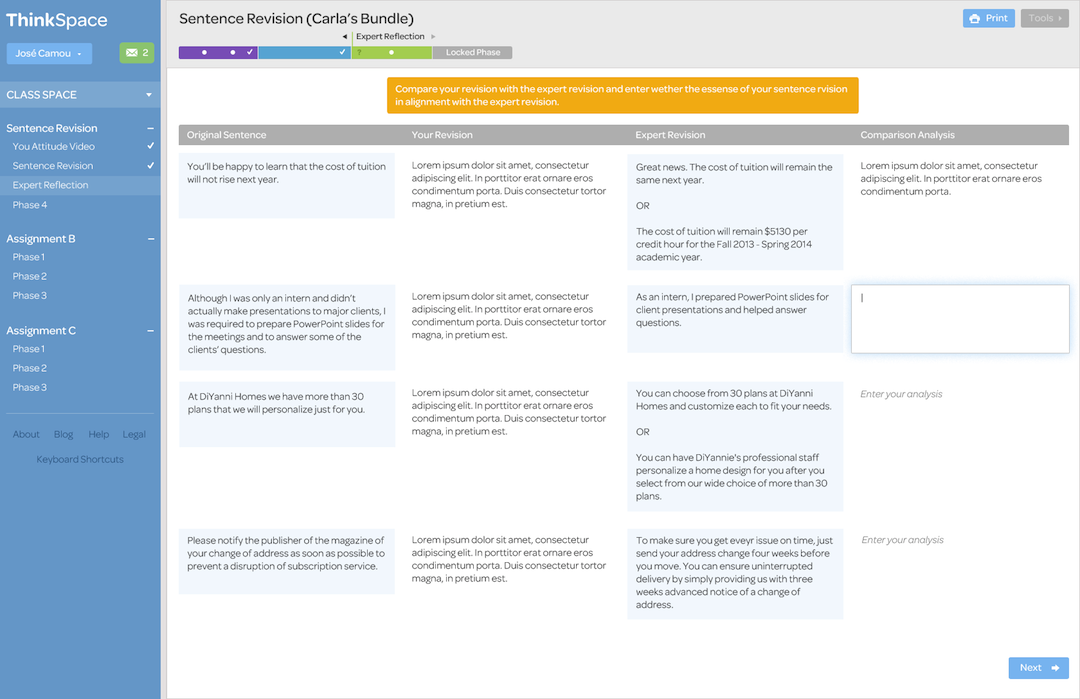 ThinkSpace
José Camou
2
CLASS SPACE
Sentence Revision
You Attitude Video
Sentence Revision
Expert Reflection
Phase 4
Assignment B
Phase 1
Phase 2
Phase 3
Assignment C
Phase 1
Phase 2
Phase 3
About Blog Help Legal
Keyboard Shortcuts
Sentence Revision (Carla's Bundle)
Print
Tools
Expert Reflection
?
Locked Phase
Compare your revision with the expert revision and enter wether the essense of your sentence rvision
in alignment with the expert revision.
Original Sentence
Your Revision
Expert Revision
Comparison Analysis
You'll be happy to learn that the cost of tuition
will not rise next year.
Lorem ipsum dolor sit amet, consectetur
adipiscing elit. In porttitor erat ornare eros
condimentum porta. Duis consectetur tortor
magna, in pretium est.
Great news. The cost of tuition will remain the
same next year.
OR
The cost of tuition will remain $5130 per
credit hour for the Fall 2013 - Spring 2014
academic year.
Lorem ipsum dolor sit amet, consectetur
adipiscing elit. In porttitor erat ornare eros
condimentum porta.
Although I was only an intern and didn't
actually make presentations to major clients, I
was required to prepare PowerPoint slides for
the meetings and to answer some of the
clients' questions.
Lorem ipsum dolor sit amet, consectetur
adipiscing elit. In porttitor erat ornare eros
condimentum porta. Duis consectetur tortor
magna, in pretium est.
As an intern, I prepared PowerPoint slides for
client presentations and helped answer
questions.
At DiYanni Homes we have more than 30
plans that we will personalize just for you.
Lorem ipsum dolor sit amet, consectetur
adipiscing elit. In porttitor erat ornare eros
condimentum porta. Duis consectetur tortor
magna, in pretium est.
You can choose from 30 plans at DiYanni
Homes and customize each to fit your needs.
OR
You can have DiYannie's professional staff
personalize a home design for you after you
select from our wide choice of more than 30
plans.
Enter your analysis
Please notify the publisher of the magazine of
your change of address as soon as possible to
prevent a disruption of subscription service.
Lorem ipsum dolor sit amet, consectetur
adipiscing elit. In porttitor erat ornare eros
condimentum porta. Duis consectetur tortor
magna, in pretium est.
To make sure you get eveyr issue on time, just
send your address change four weeks before
you move. You can ensure uninterrupted
delivery by simply providing us with three
weeks advanced notice of a change of
address.
Enter your analysis
Next